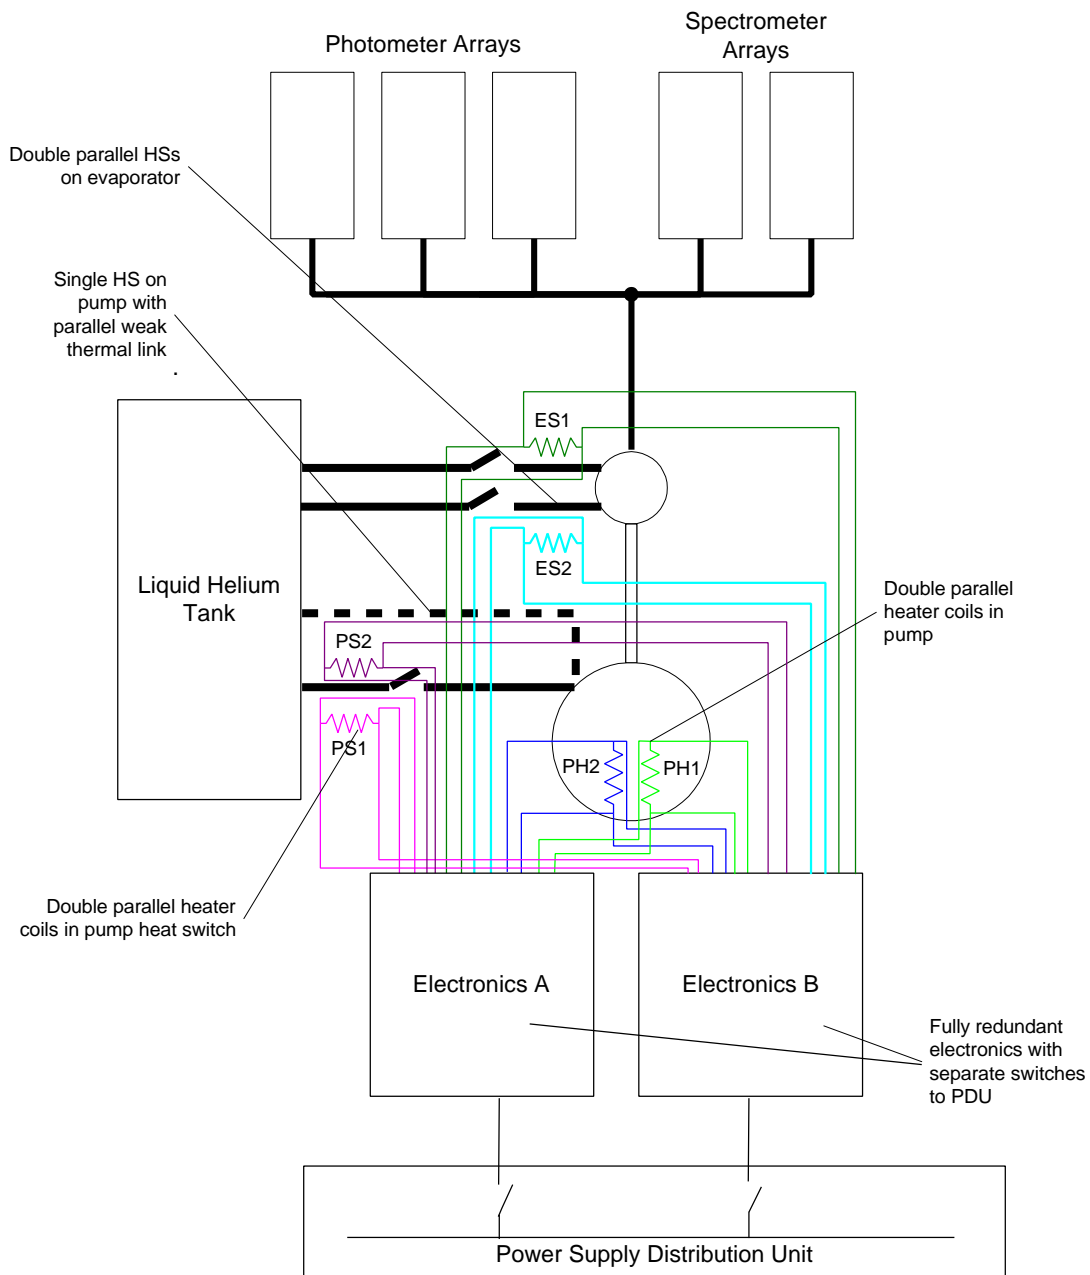 Photometer Arrays
Spectrometer
Arrays
Double parallel HSs
on evaporator
Single HS on
pump with
parallel weak
thermal link
.
ES1
Liquid Helium
Tank
ES2
Double parallel
heater coils in
pump
PS2
PS1
PH2
PH1
Double parallel heater
coils in pump heat switch
Electronics A
Electronics B
Fully redundant
electronics with
separate switches
to PDU
Power Supply Distribution Unit